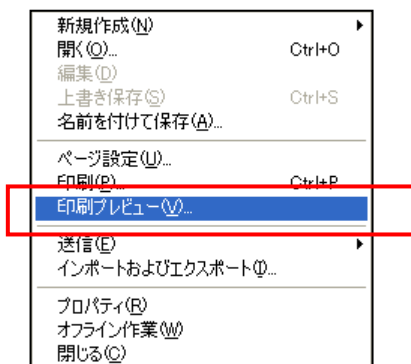 新規作成(N)
開く(O)... Ctrl+O
編集(D)
上書き保存(S) Ctrl+S
名前を付けて保存(A)...
ページ設定(U)...
印刷(P)... Ctrl+P
印刷プレビュー(V)...
送信(E)
インポートおよびエクスポート(I)...
プロパティ(R)
オフライン作業(W)
閉じる(C)